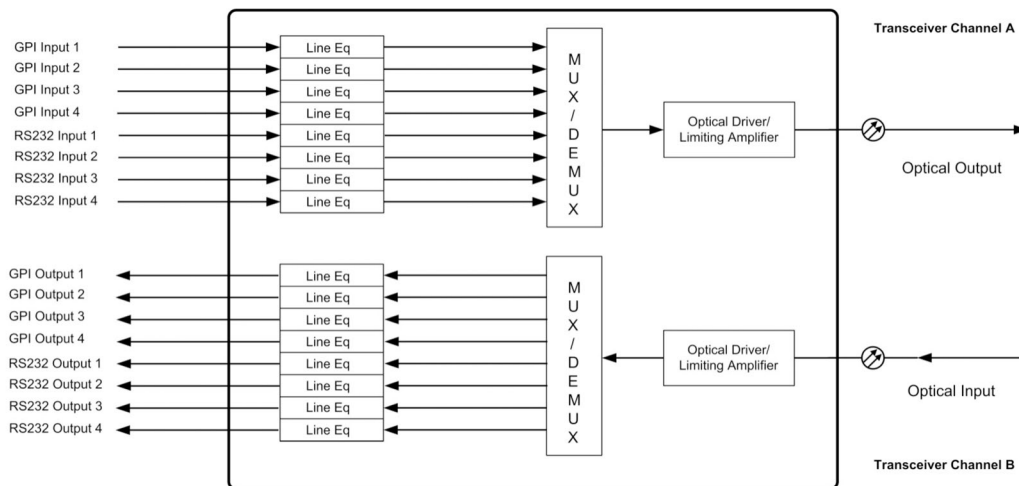 Transceiver Channel A
GPI Input 1
GPI Input 2
GPI Input 3
GPI Input 4
RS232 Input 1
RS232 Input 2
RS232 Input 3
RS232 Input 4
Line Eq
Line Eq
Line Eq
Line Eq
Line Eq
Line Eq
Line Eq
Line Eq
MUX/DEMUX
Optical Driver/
Limiting Amplifier
Optical Output
GPI Output 1
GPI Output 2
GPI Output 3
GPI Output 4
RS232 Output 1
RS232 Output 2
RS232 Output 3
RS232 Output 4
Line Eq
Line Eq
Line Eq
Line Eq
Line Eq
Line Eq
Line Eq
Line Eq
MUX/DEMUX
Optical Driver/
Limiting Amplifier
Optical Input
Transceiver Channel B